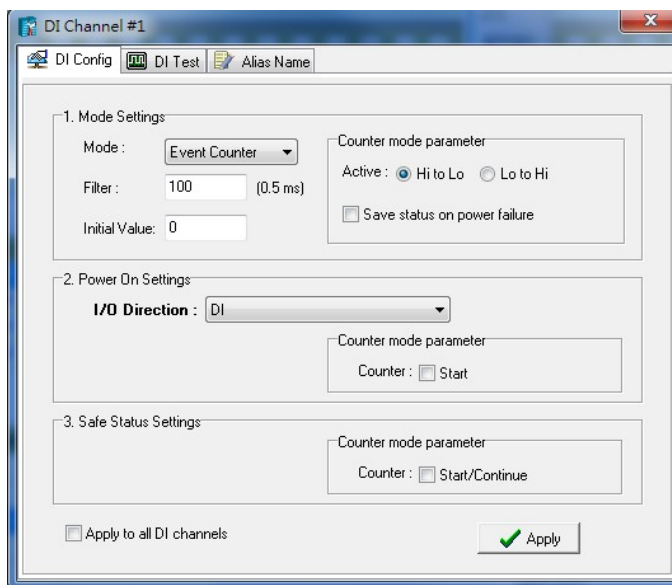 DI Channel #1
DI Config DI Test Alias Name
1. Mode Settings
Mode : Event Counter
Filter : 100 (0.5 ms)
Initial Value: 0
Counter mode parameter
Active : Hi to Lo Lo to Hi
Save status on power failure
2. Power On Settings
I/O Direction : DI
Counter mode parameter
Counter : Start
3. Safe Status Settings
Counter mode parameter
Counter : Start/Continue
Apply to all DI channels
Apply